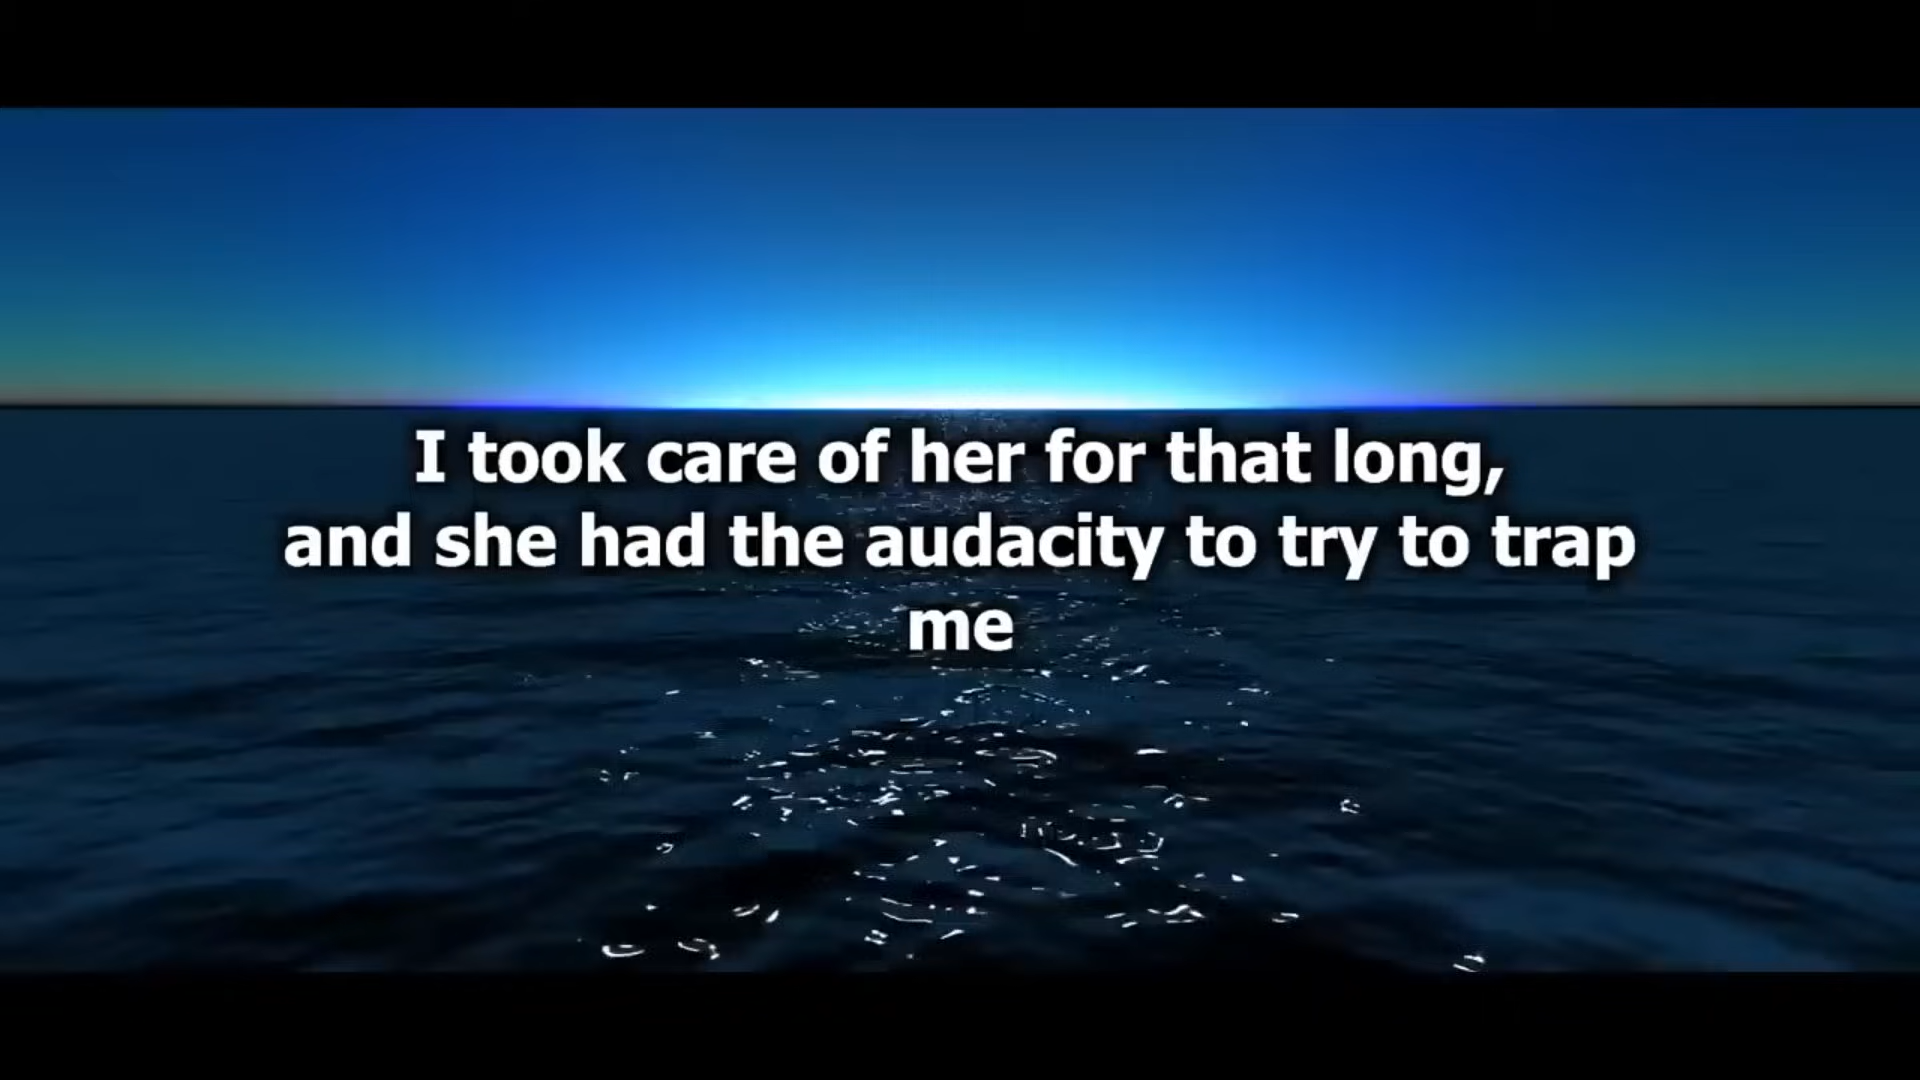 I took care of her for that long,
and she had the audacity to try to trap
me